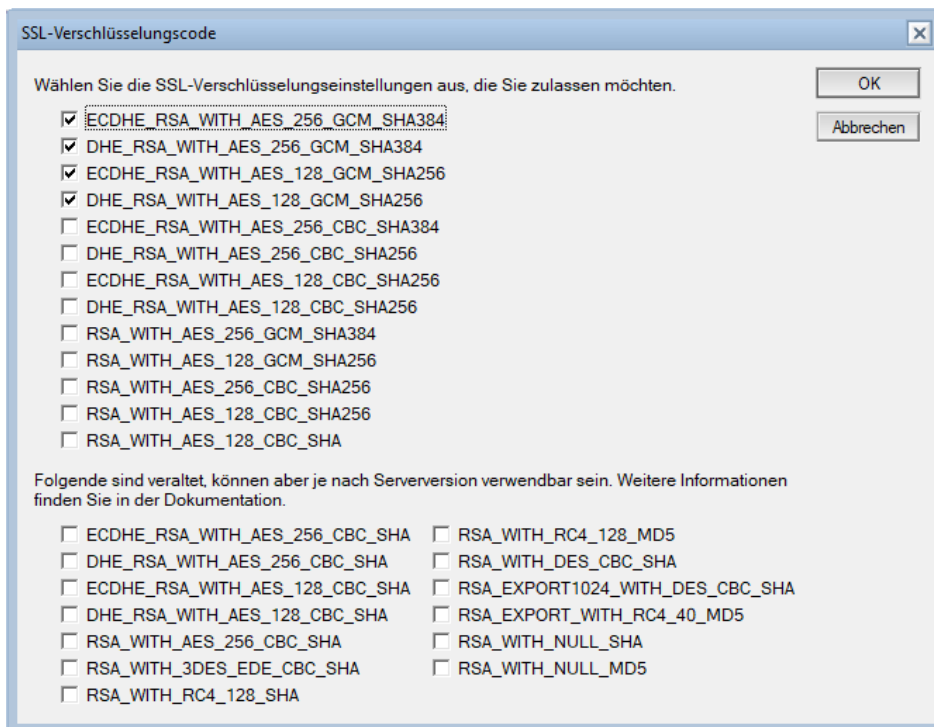 SSL-Verschlüsselungscode
Wählen Sie die SSL-Verschlüsselungseinstellungen aus, die Sie zulassen möchten.
OK
Abbrechen
ECDHE_RSA_WITH_AES_256_GCM_SHA384
DHE_RSA_WITH_AES_256_GCM_SHA384
ECDHE_RSA_WITH_AES_128_GCM_SHA256
DHE_RSA_WITH_AES_128_GCM_SHA256
ECDHE_RSA_WITH_AES_256_CBC_SHA384
DHE_RSA_WITH_AES_256_CBC_SHA256
ECDHE_RSA_WITH_AES_128_CBC_SHA256
DHE_RSA_WITH_AES_128_CBC_SHA256
RSA_WITH_AES_256_GCM_SHA384
RSA_WITH_AES_128_GCM_SHA256
RSA_WITH_AES_256_CBC_SHA256
RSA_WITH_AES_128_CBC_SHA256
RSA_WITH_AES_128_CBC_SHA
Folgende sind veraltet, können aber je nach Serverversion verwendbar sein. Weitere Informationen
finden Sie in der Dokumentation.
ECDHE_RSA_WITH_AES_256_CBC_SHA
DHE_RSA_WITH_AES_256_CBC_SHA
ECDHE_RSA_WITH_AES_128_CBC_SHA
DHE_RSA_WITH_AES_128_CBC_SHA
RSA_WITH_AES_256_CBC_SHA
RSA_WITH_3DES_EDE_CBC_SHA
RSA_WITH_RC4_128_SHA
RSA_WITH_RC4_128_MD5
RSA_WITH_DES_CBC_SHA
RSA_EXPORT1024_WITH_DES_CBC_SHA
RSA_EXPORT_WITH_RC4_40_MD5
RSA_WITH_NULL_SHA
RSA_WITH_NULL_MD5